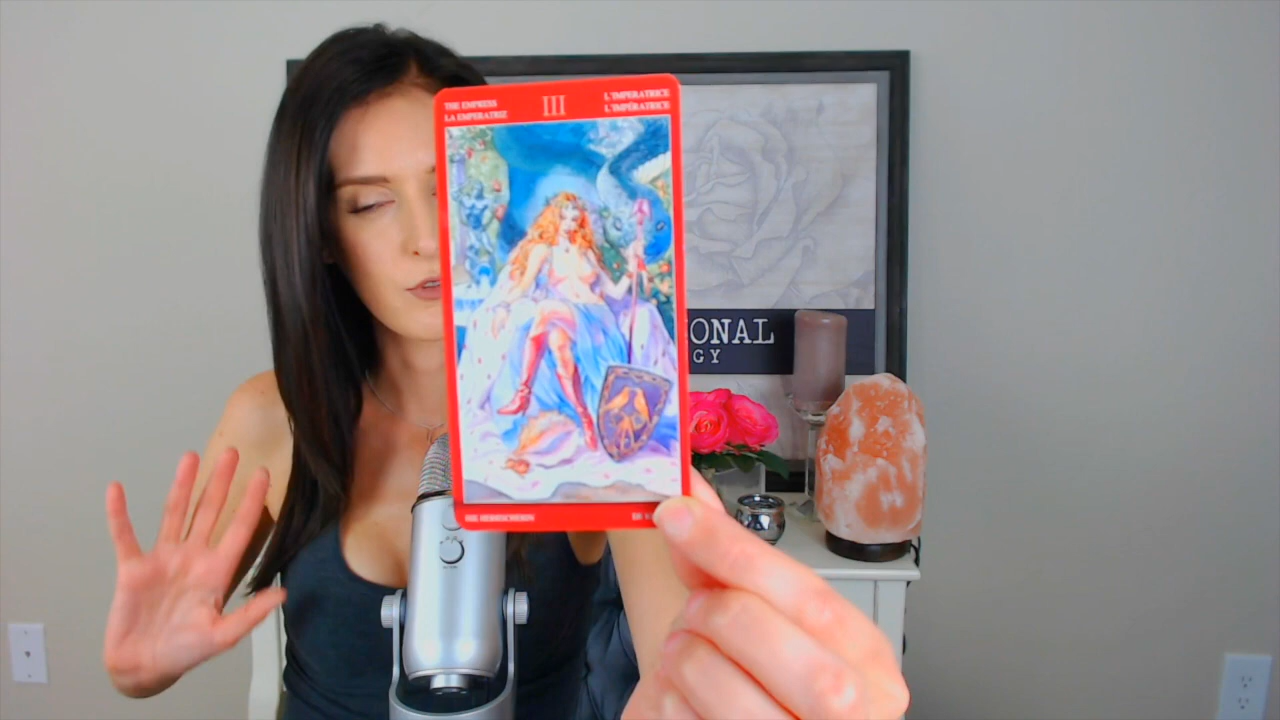 THE EMPRESS
LA EMPERATRIZ
III
L'IMPERATRICE
L'IMPÉRATRICE
ONAL
GY
DIE HERRSCHERIN